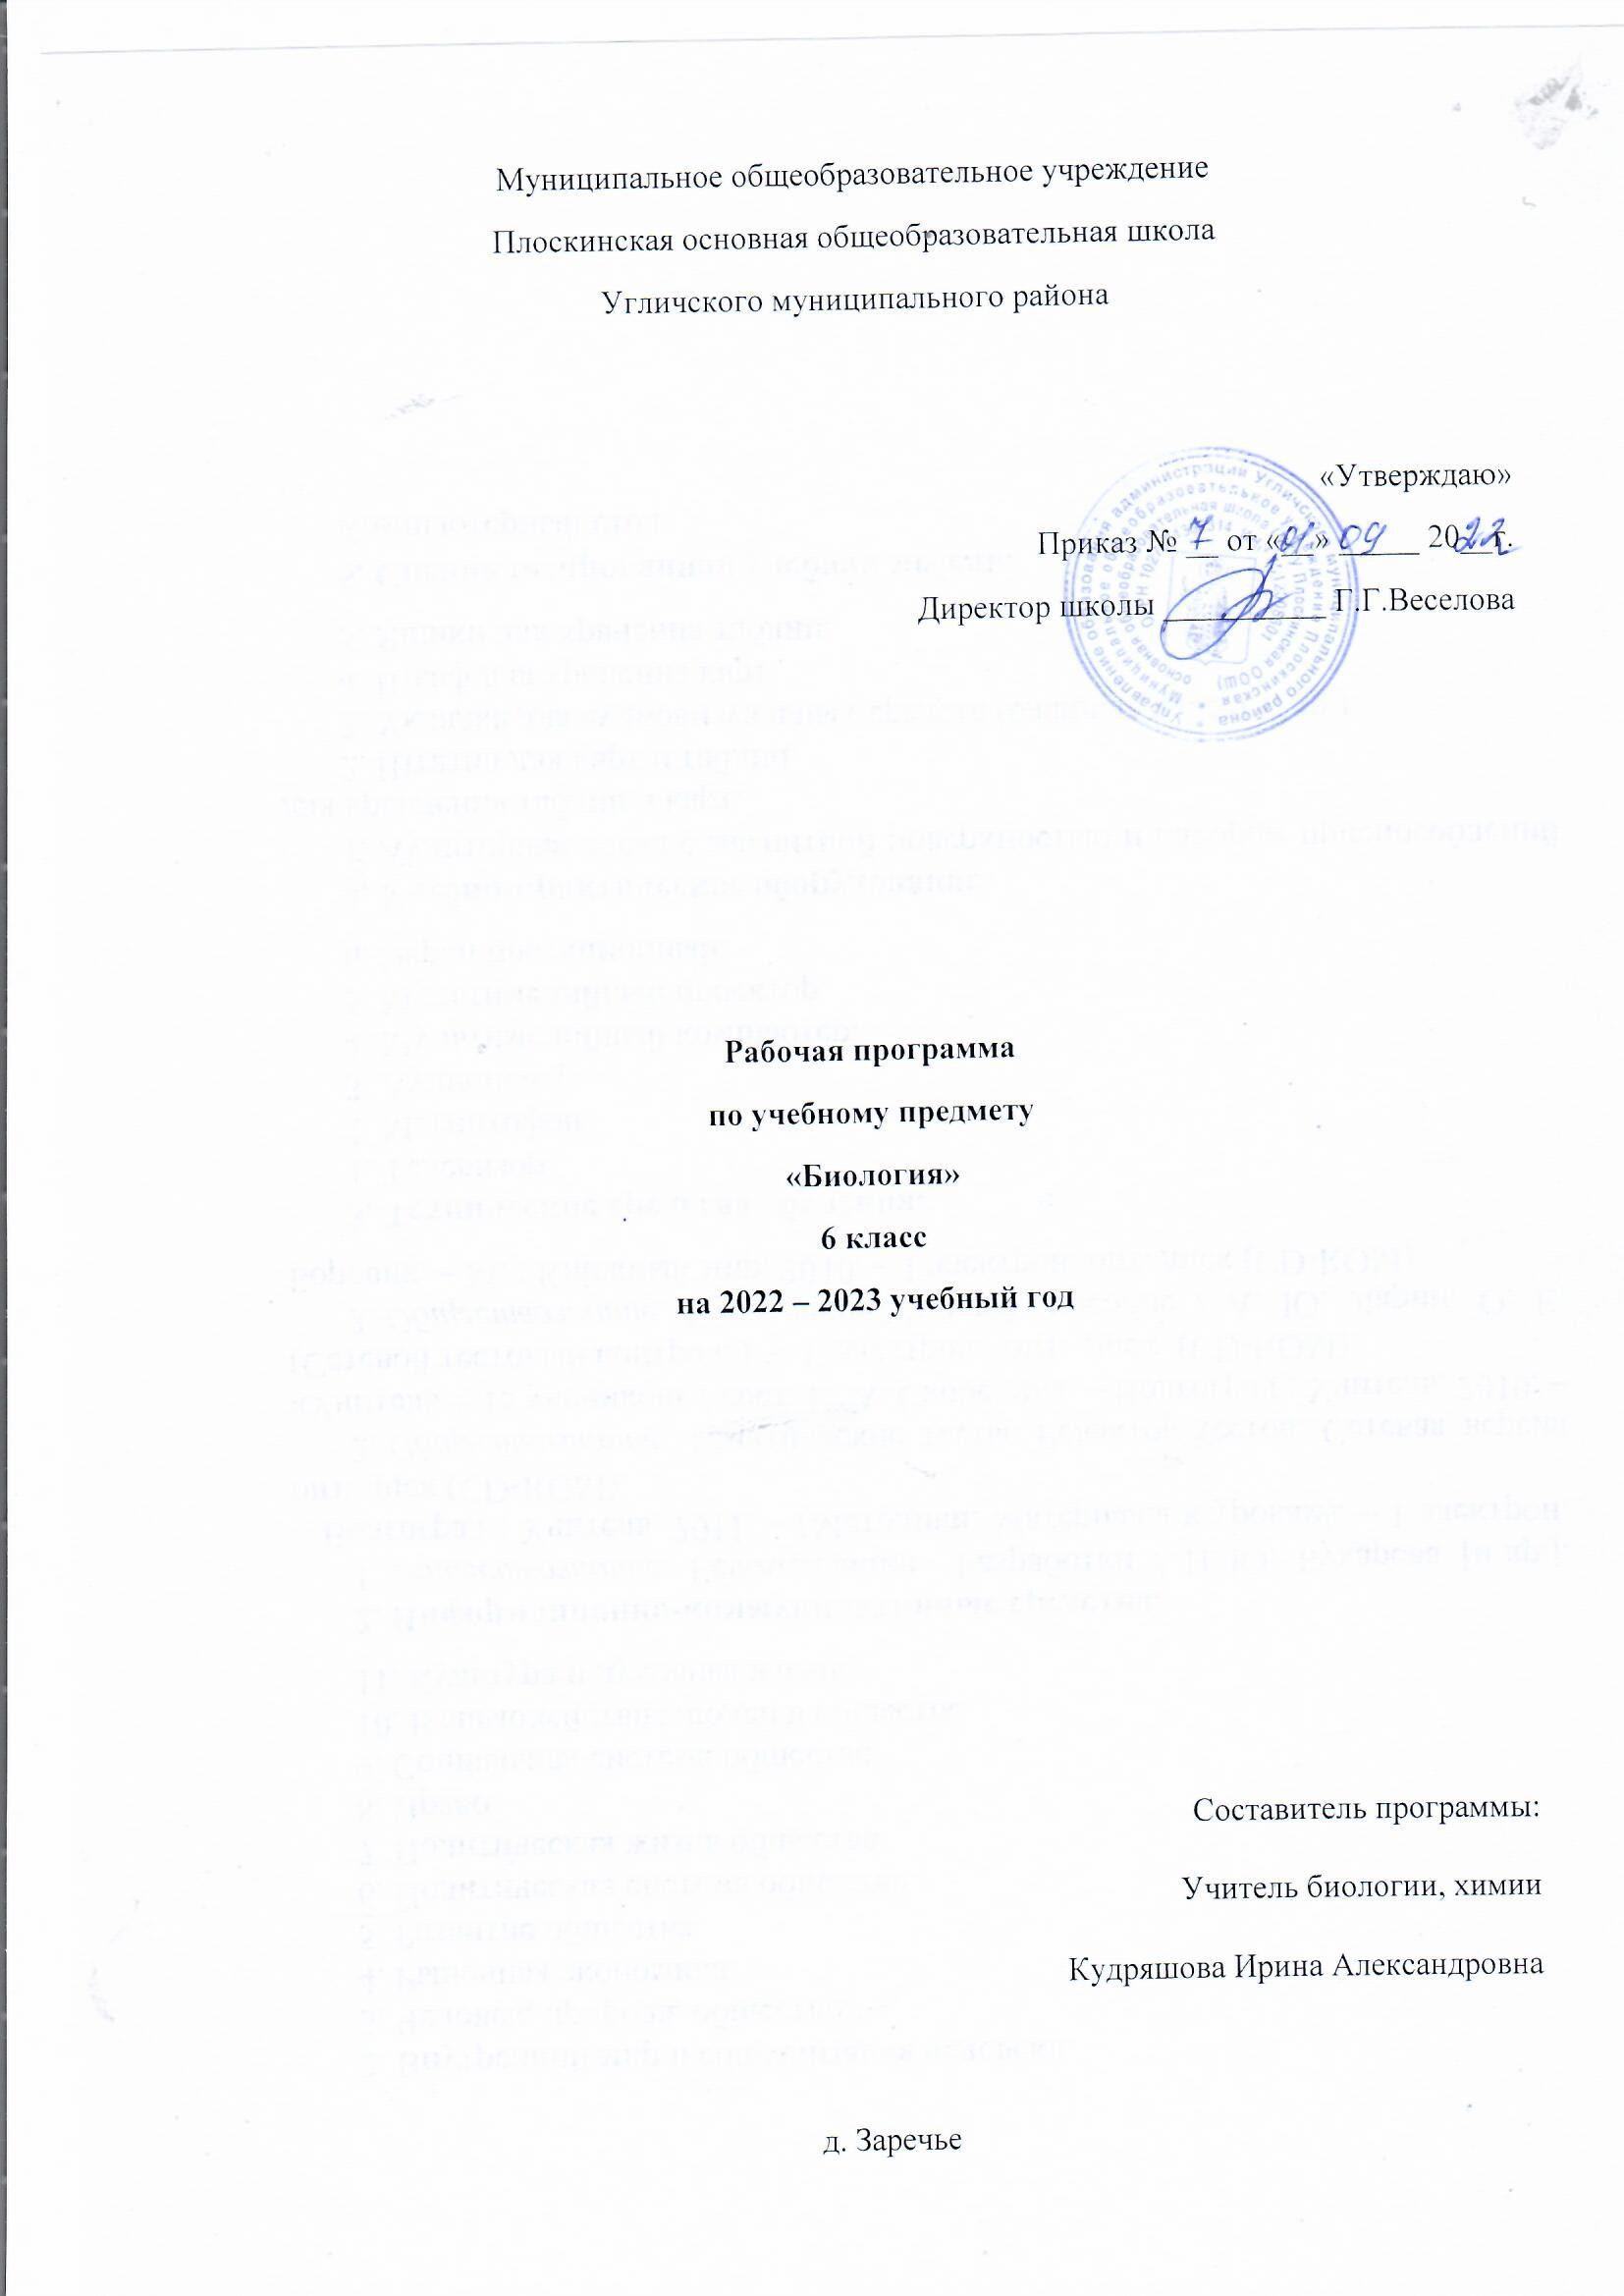 Муниципальное общеобразовательное учреждение
Плоскинская основная общеобразовательная школа
Угличского муниципального района
«Утверждаю»
Приказ № 7 от «01» 09 2022 г.
Директор школы Г.Г.Веселова
Рабочая программа
по учебному предмету
«Биология»
6 класс
на 2022 – 2023 учебный год
Составитель программы:
Учитель биологии, химии
Кудряшова Ирина Александровна
д. Заречье